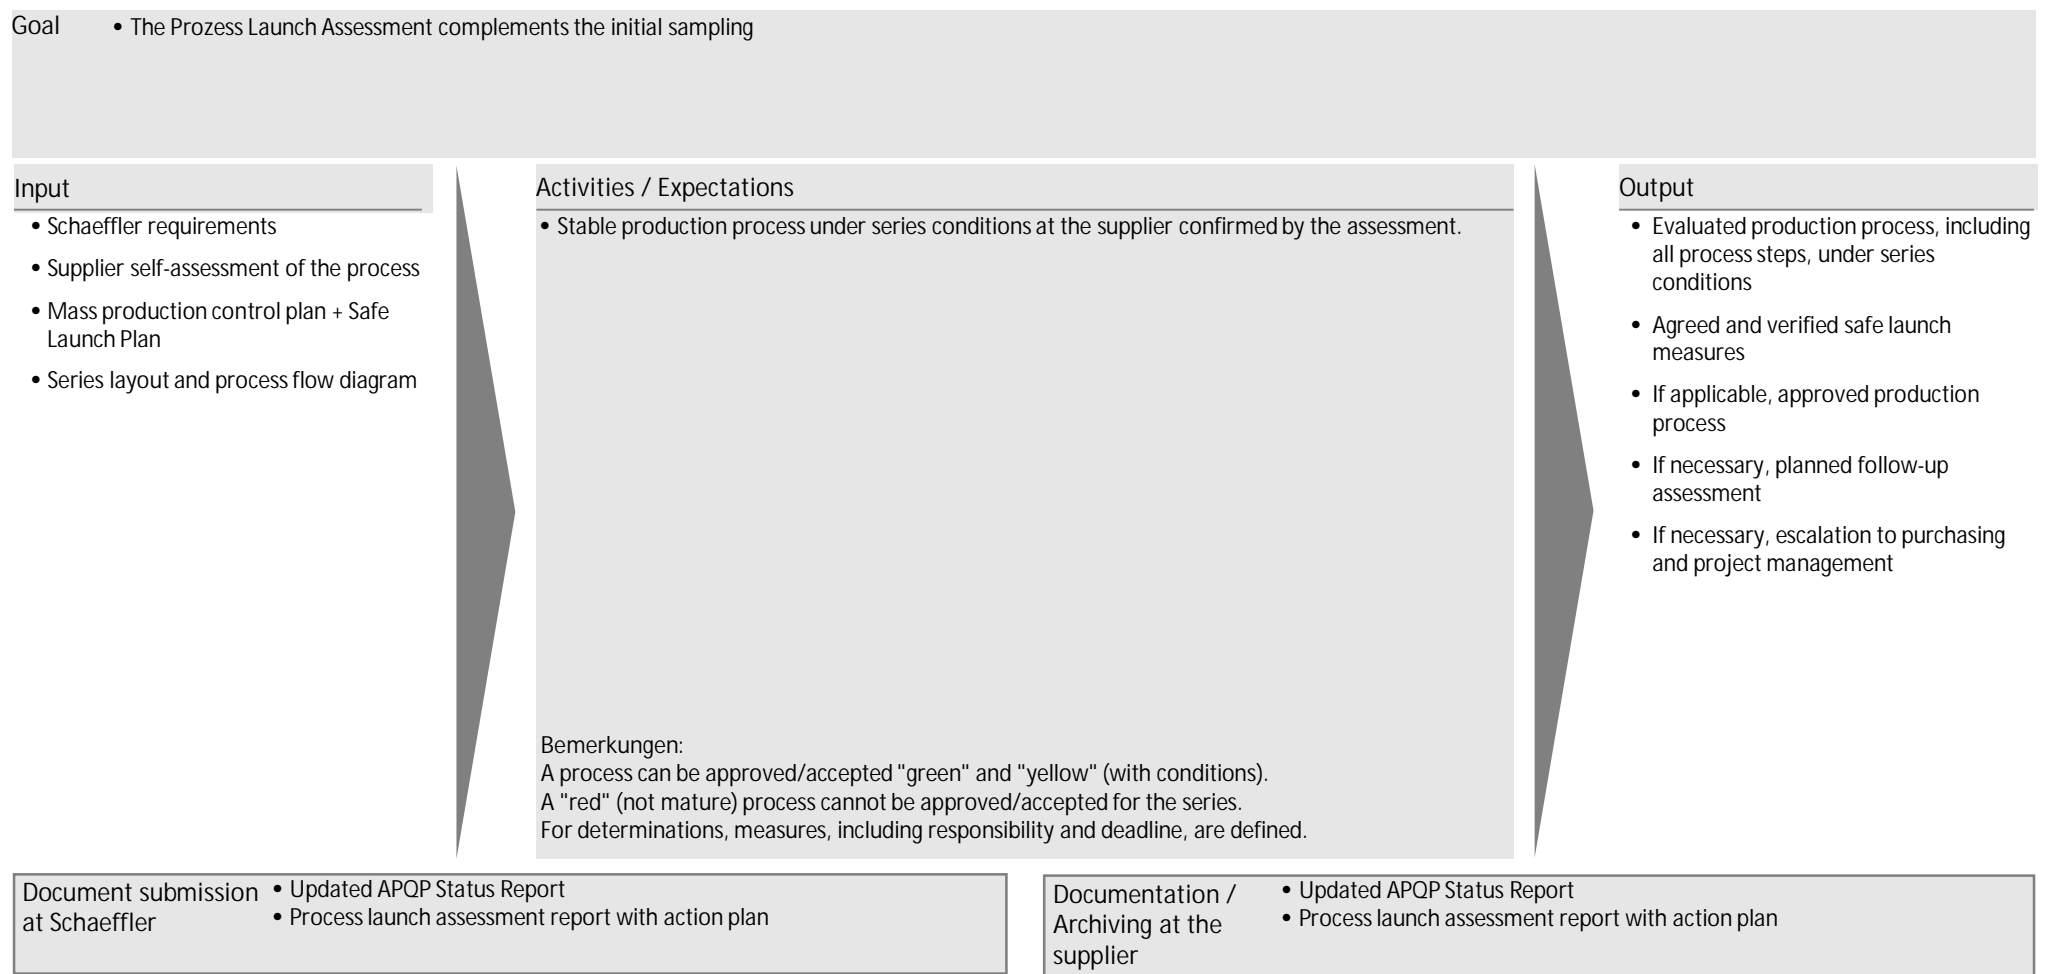 Goal
• The Prozess Launch Assessment complements the initial sampling
Input
• Schaeffler requirements
• Supplier self-assessment of the process
• Mass production control plan + Safe
Launch Plan
• Series layout and process flow diagram
Activities / Expectations
• Stable production process under series conditions at the supplier confirmed by the assessment.
Bemerkungen:
A process can be approved/accepted "green" and "yellow" (with conditions).
A "red" (not mature) process cannot be approved/accepted for the series.
For determinations, measures, including responsibility and deadline, are defined.
Output
• Evaluated production process, including
all process steps, under series
conditions
• Agreed and verified safe launch
measures
• If applicable, approved production
process
• If necessary, planned follow-up
assessment
• If necessary, escalation to purchasing
and project management
Document submission
at Schaeffler
• Updated APQP Status Report
• Process launch assessment report with action plan
Documentation /
Archiving at the
supplier
• Updated APQP Status Report
• Process launch assessment report with action plan